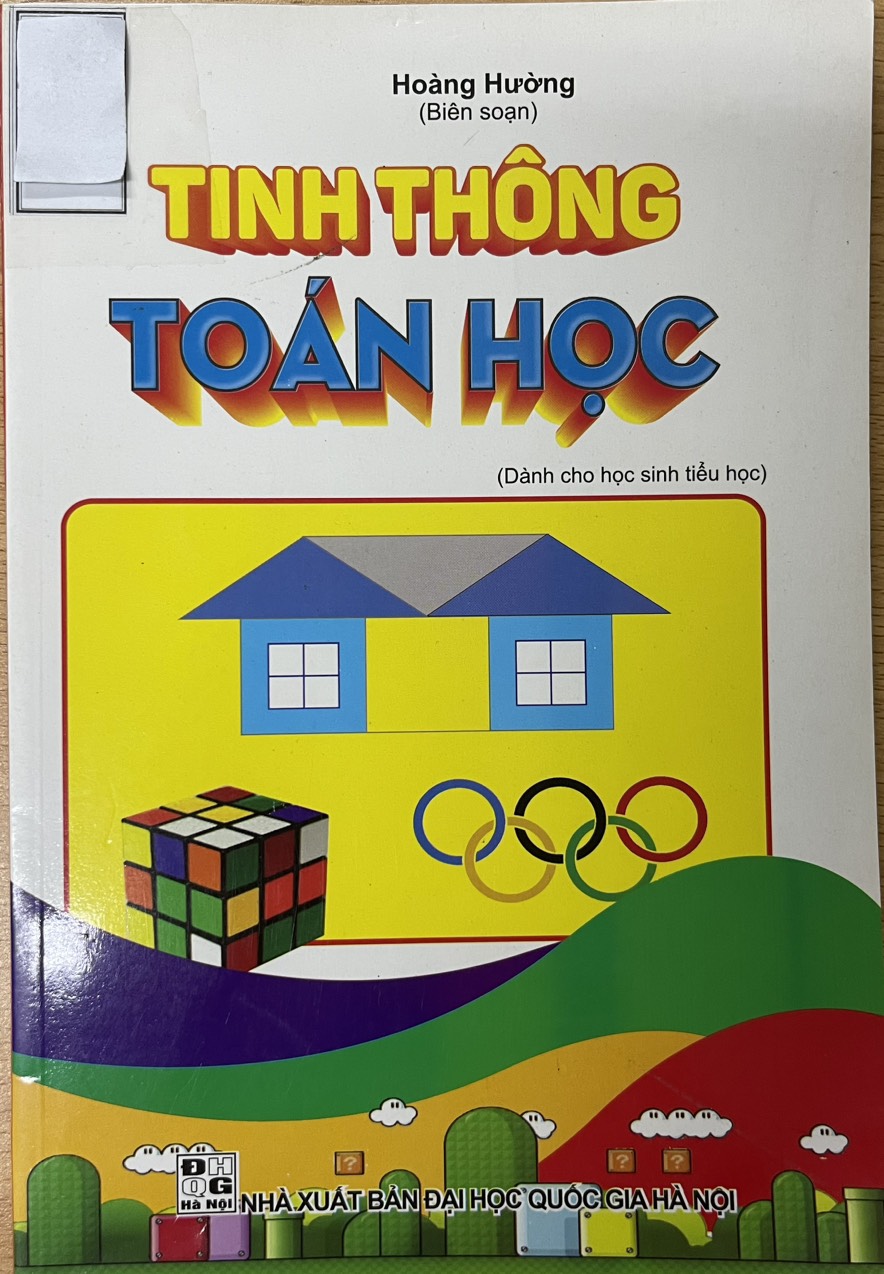 Hoàng Hường
(Biên soạn)
TINH THÔNG
TOÁN HỌC
(Dành cho học sinh tiểu học)
? ? ?
ĐH
QG
Hà Nội
NHÀ XUẤT BẢN ĐẠI HỌC QUỐC GIA HÀ NỘI